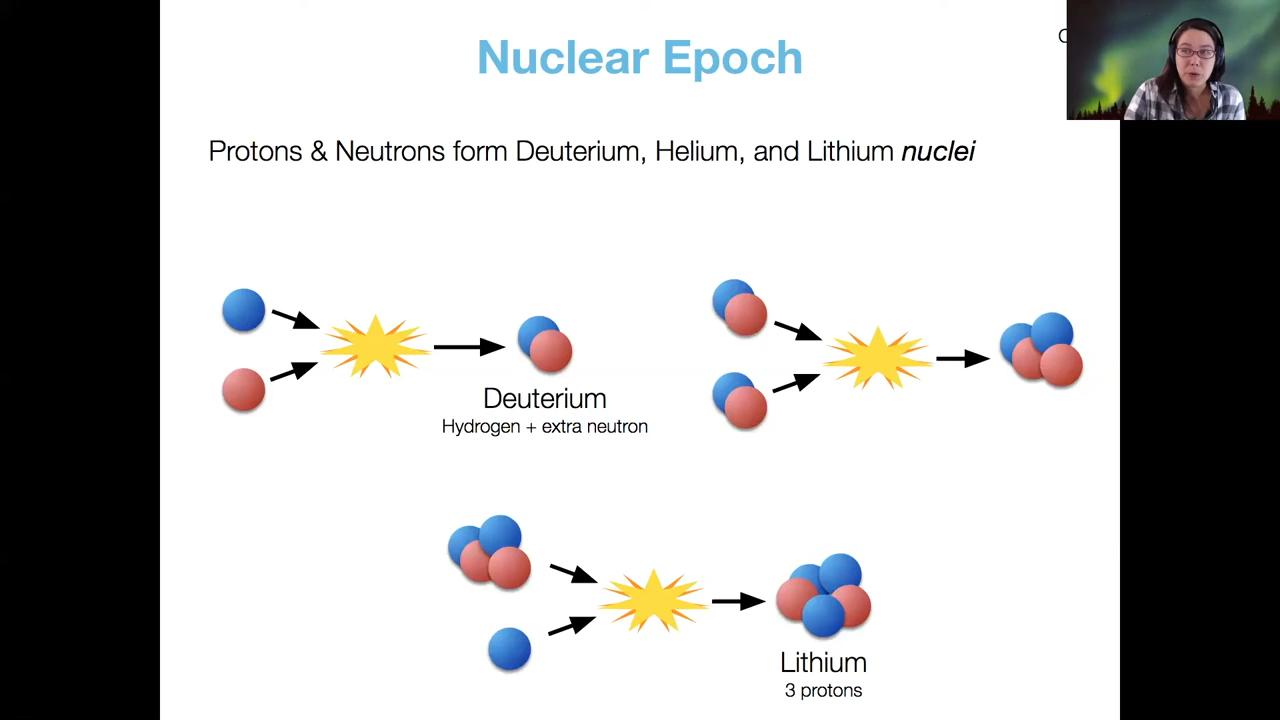 Nuclear Epoch
Protons & Neutrons form Deuterium, Helium, and Lithium nuclei
Deuterium
Hydrogen + extra neutron
Lithium
3 protons